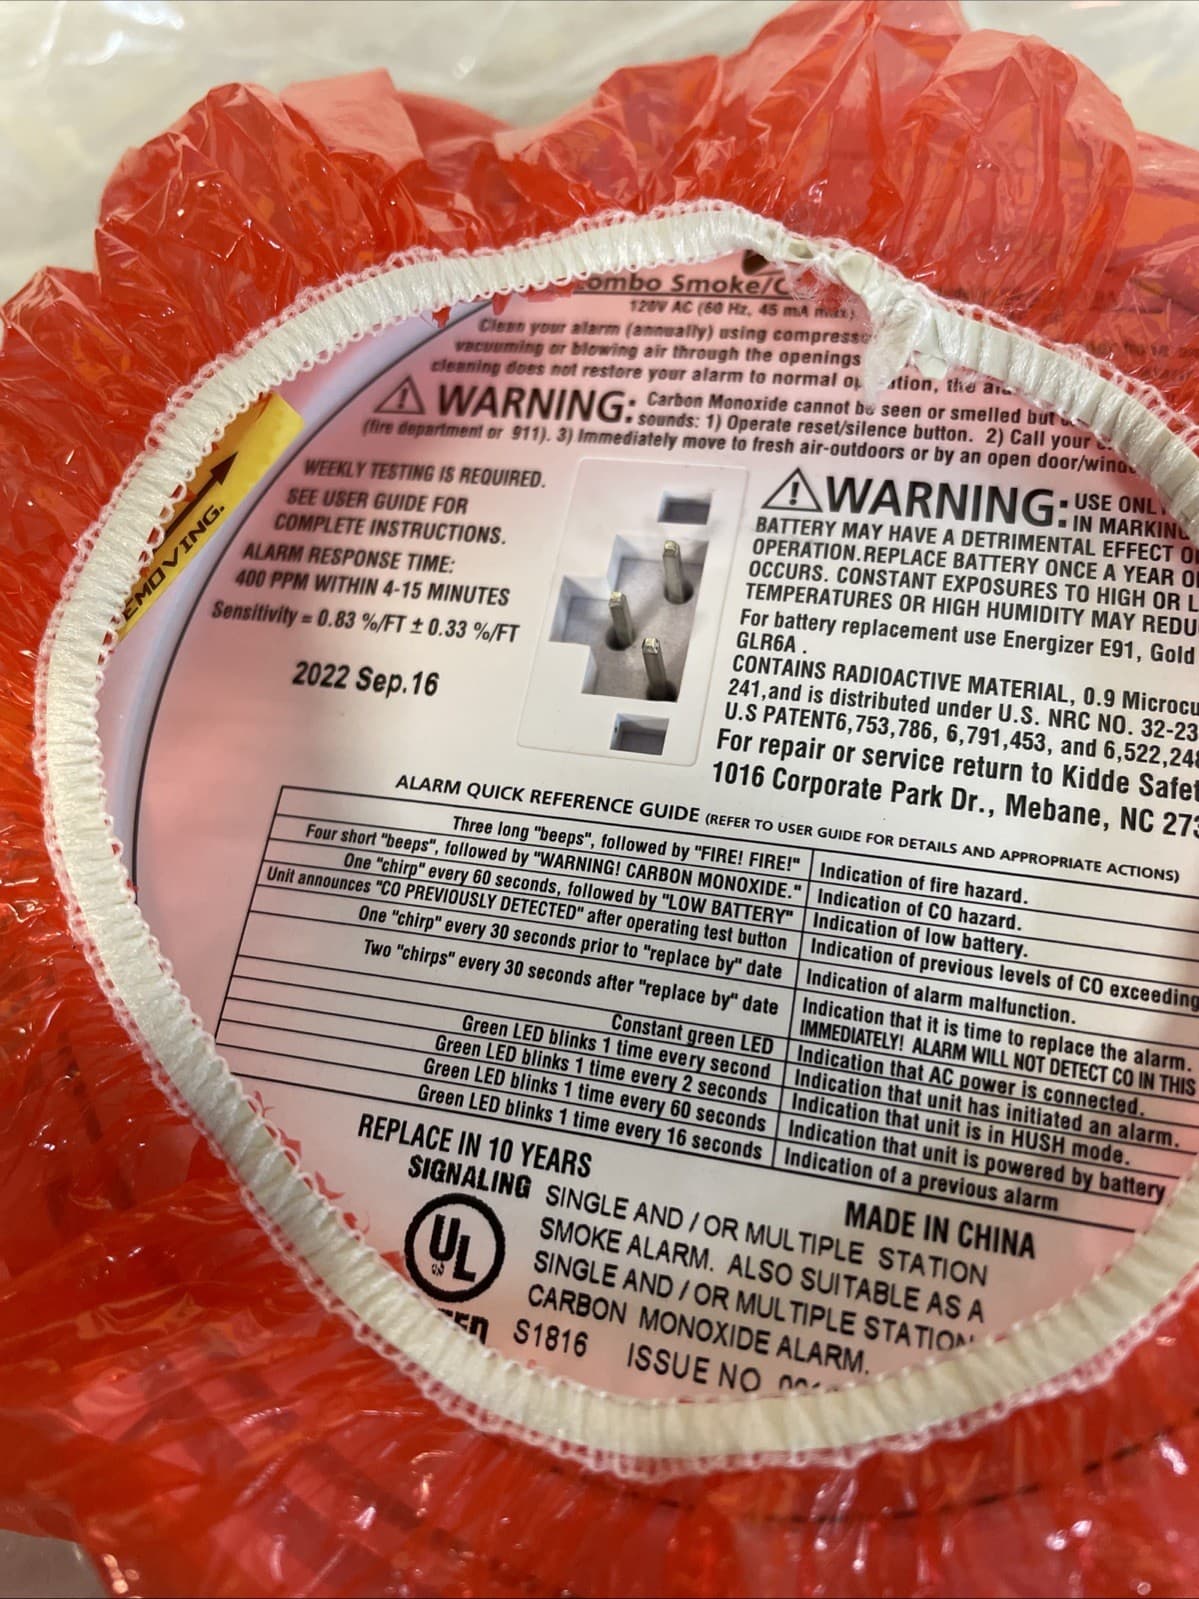 ombo Smoke/C
120V AC (60 Hz, 45 mA max)
Clean your alarm (annually) using compress
vacuuming or blowing air through the openings
cleaning does not restore your alarm to normal op ation, the
WARNING: Carbon Monoxide cannot be seen or smelled but
sounds: 1) Operate reset/silence button. 2) Call your
(fire department or 911). 3) Immediately move to fresh air-outdoors or by an open door/windo
EMOVING.
WEEKLY TESTING IS REQUIRED.
SEE USER GUIDE FOR
COMPLETE INSTRUCTIONS.
ALARM RESPONSE TIME:
400 PPM WITHIN 4-15 MINUTES
Sensitivity = 0.83 %/FT ± 0.33 %/FT
2022 Sep.16
WARNING: USE ONL
IN MARKING
BATTERY MAY HAVE A DETRIMENTAL EFFECT O
OPERATION.REPLACE BATTERY ONCE A YEAR O
OCCURS. CONSTANT EXPOSURES TO HIGH OR L
TEMPERATURES OR HIGH HUMIDITY MAY REDU
For battery replacement use Energizer E91, Gold
GLR6A .
CONTAINS RADIOACTIVE MATERIAL, 0.9 Microcu
241,and is distributed under U.S. NRC NO. 32-23
U.S PATENT6,753,786, 6,791,453, and 6,522,248
For repair or service return to Kidde Safet
1016 Corporate Park Dr., Mebane, NC 273
ALARM QUICK REFERENCE GUIDE (REFER TO USER GUIDE FOR DETAILS AND APPROPRIATE ACTIONS)
Three long "beeps", followed by "FIRE! FIRE!" Indication of fire hazard.
Four short "beeps", followed by "WARNING! CARBON MONOXIDE." Indication of CO hazard.
One "chirp" every 60 seconds, followed by "LOW BATTERY" Indication of low battery.
Unit announces "CO PREVIOUSLY DETECTED" after operating test button Indication of previous levels of CO exceeding
One "chirp" every 30 seconds prior to "replace by" date Indication of alarm malfunction.
Two "chirps" every 30 seconds after "replace by" date Indication that it is time to replace the alarm.
IMMEDIATELY! ALARM WILL NOT DETECT CO IN THIS
Constant green LED Indication that AC power is connected.
Green LED blinks 1 time every second Indication that unit has initiated an alarm.
Green LED blinks 1 time every 2 seconds Indication that unit is in HUSH mode.
Green LED blinks 1 time every 60 seconds Indication that unit is powered by battery
Green LED blinks 1 time every 16 seconds Indication of a previous alarm
REPLACE IN 10 YEARS
MADE IN CHINA
SIGNALING
UL
SINGLE AND / OR MULTIPLE STATION
SMOKE ALARM. ALSO SUITABLE AS A
SINGLE AND / OR MULTIPLE STATION
CARBON MONOXIDE ALARM.
S1816 ISSUE NO